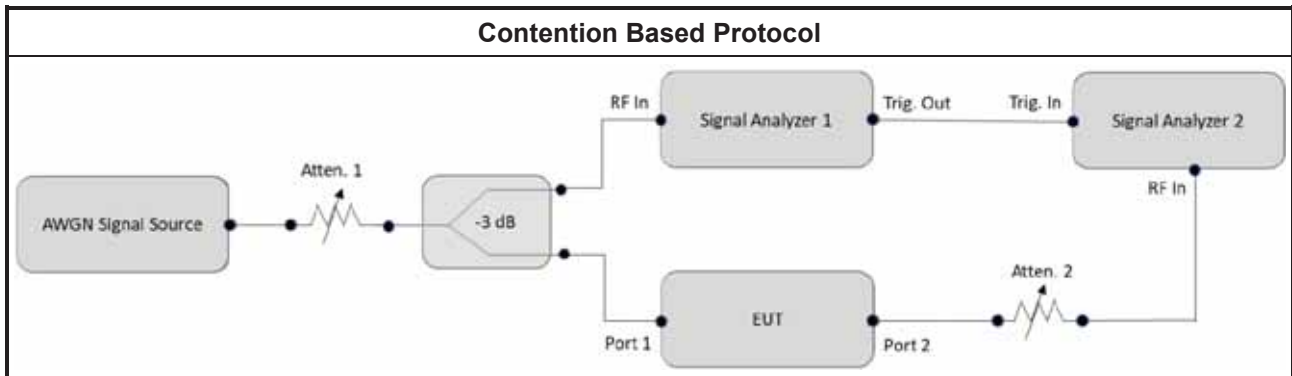 Contention Based Protocol
RF In
Signal Analyzer 1
Trig. Out
Trig. In
Signal Analyzer 2
Atten. 1
RF In
AWGN Signal Source
-3 dB
Atten. 2
EUT
Port 1
Port 2